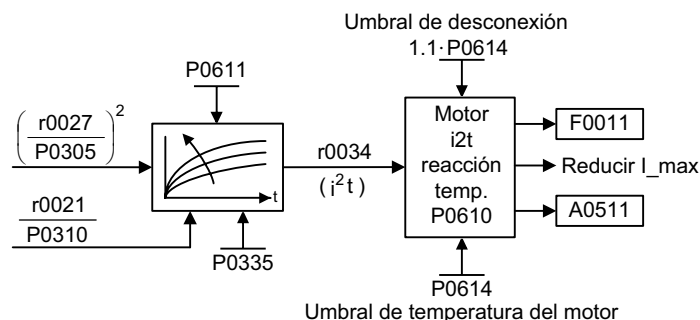 Umbral de desconexión
1.1·P0614
P0611
(r0027 / P0305)²
r0021 / P0310
t
P0335
r0034
(i²t)
Motor
i2t
reacción
temp.
P0610
F0011
Reducir I_max
A0511
P0614
Umbral de temperatura del motor